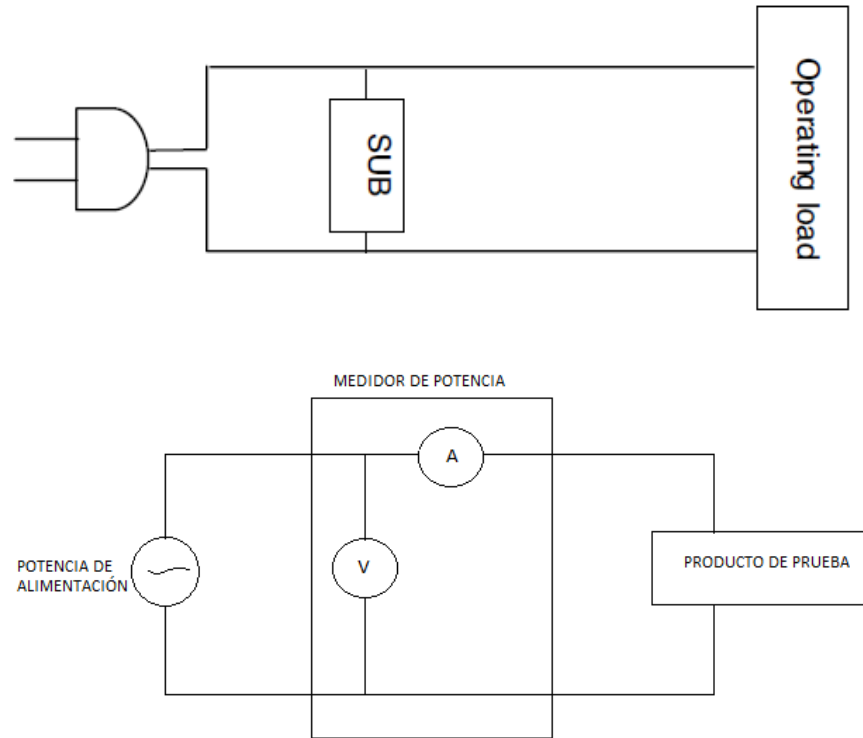 SUB
Operating load
MEDIDOR DE POTENCIA
A
V
POTENCIA DE
ALIMENTACIÓN
PRODUCTO DE PRUEBA